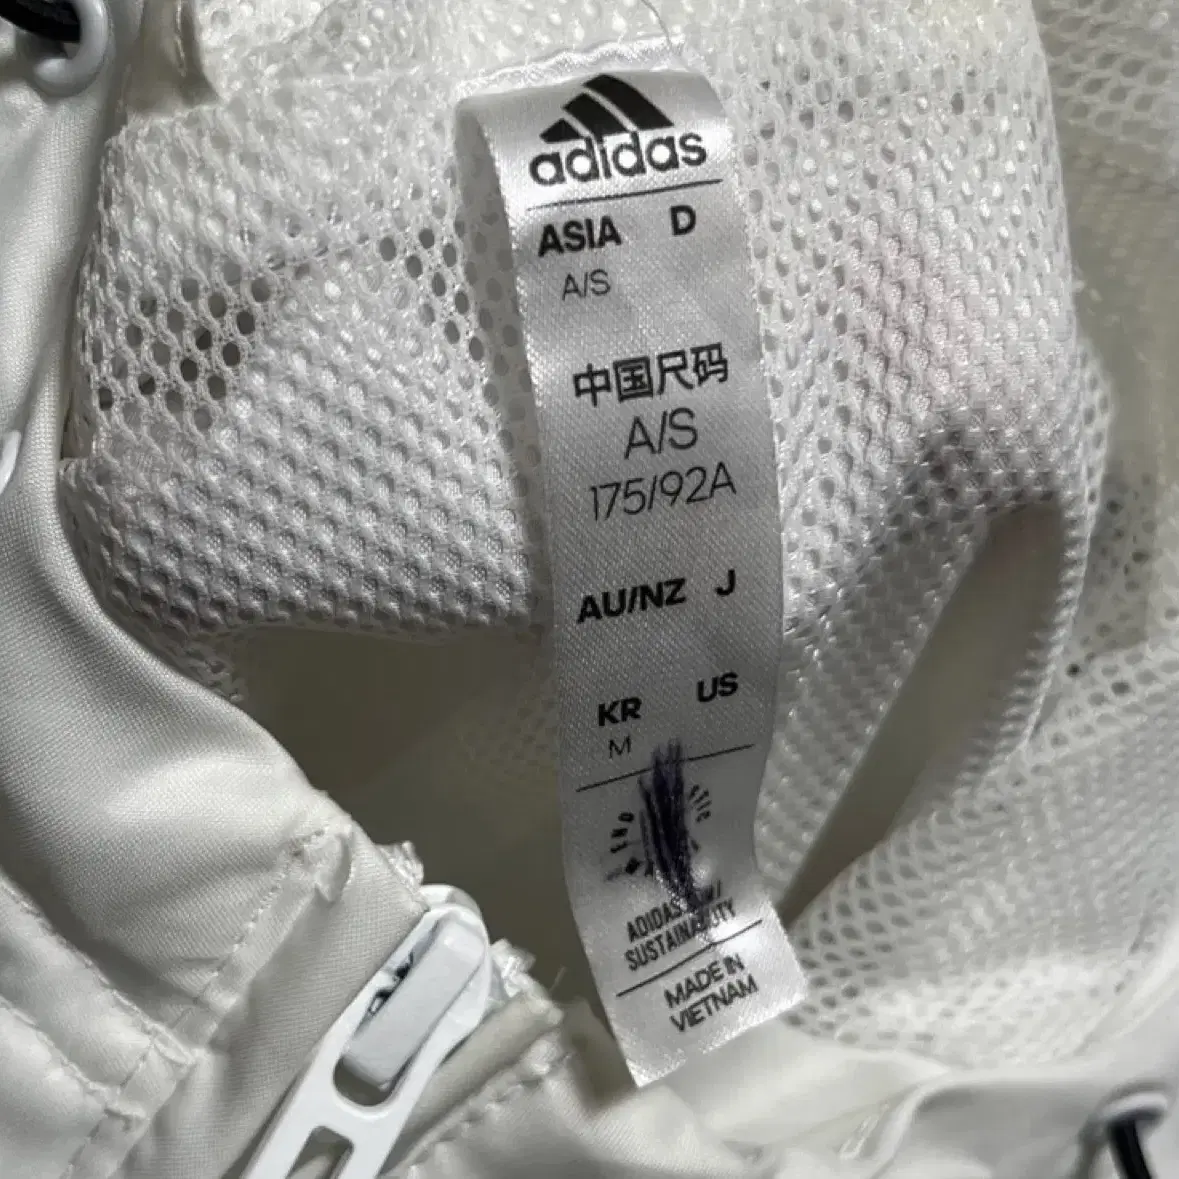 adidas
ASIA D
A/S
中国尺码
A/S
175/92A
AU/NZ J
KR US
M
ADIDAS
SUSTAINABILITY
MADE IN
VIETNAM